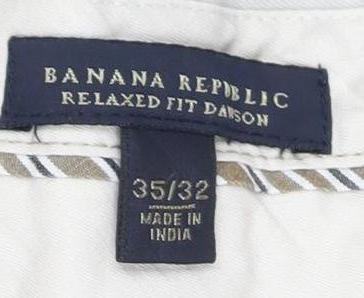 BANANA REPUBLIC
RELAXED FIT DAWSON
35/32
MADE IN
INDIA